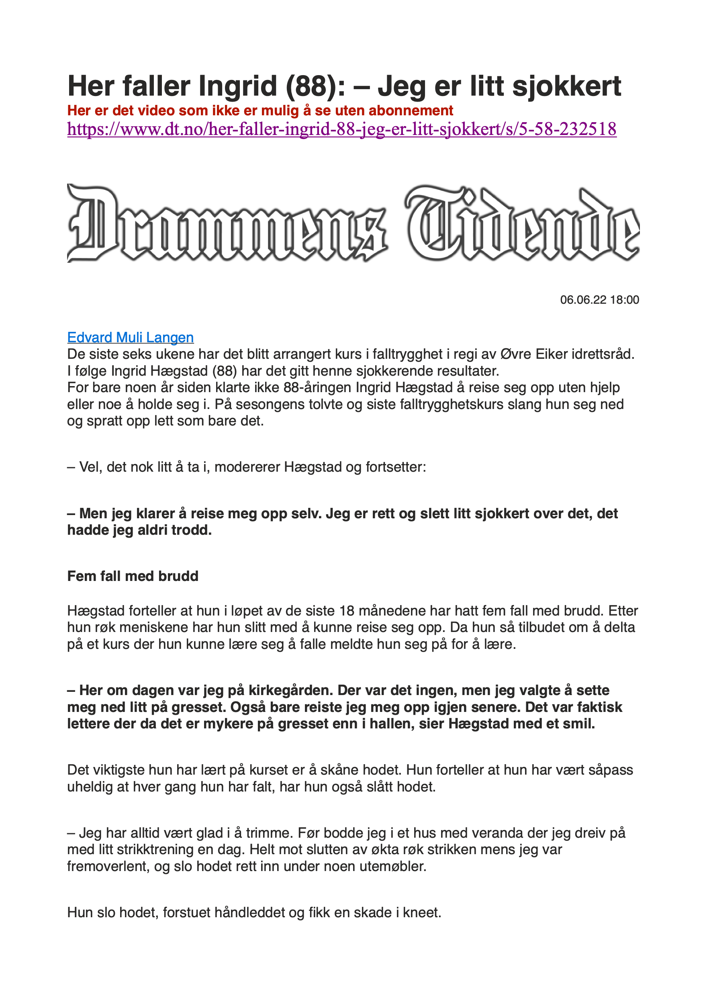 Her faller Ingrid (88): – Jeg er litt sjokkert
Her er det video som ikke er mulig å se uten abonnement
https://www.dt.no/her-faller-ingrid-88-jeg-er-litt-sjokkert/s/5-58-232518
Drammens Tidende
06.06.22 18:00
Edvard Muli Langen
De siste seks ukene har det blitt arrangert kurs i falltrygghet i regi av Øvre Eiker idrettsråd.
I følge Ingrid Hægstad (88) har det gitt henne sjokkerende resultater.
For bare noen år siden klarte ikke 88-åringen Ingrid Hægstad å reise seg opp uten hjelp
eller noe å holde seg i. På sesongens tolvte og siste falltrygghetskurs slang hun seg ned
og spratt opp lett som bare det.
– Vel, det nok litt å ta i, modererer Hægstad og fortsetter:
– Men jeg klarer å reise meg opp selv. Jeg er rett og slett litt sjokkert over det, det
hadde jeg aldri trodd.
Fem fall med brudd
Hægstad forteller at hun i løpet av de siste 18 månedene har hatt fem fall med brudd. Etter
hun røk meniskene har hun slitt med å kunne reise seg opp. Da hun så tilbudet om å delta
på et kurs der hun kunne lære seg å falle meldte hun seg på for å lære.
– Her om dagen var jeg på kirkegården. Der var det ingen, men jeg valgte å sette
meg ned litt på gresset. Også bare reiste jeg meg opp igjen senere. Det var faktisk
lettere der da det er mykere på gresset enn i hallen, sier Hægstad med et smil.
Det viktigste hun har lært på kurset er å skåne hodet. Hun forteller at hun har vært såpass
uheldig at hver gang hun har falt, har hun også slått hodet.
– Jeg har alltid vært glad i å trimme. Før bodde jeg i et hus med veranda der jeg dreiv på
med litt strikktrening en dag. Helt mot slutten av økta røk strikken mens jeg var
fremoverlent, og slo hodet rett inn under noen utemøbler.
Hun slo hodet, forstuet håndleddet og fikk en skade i kneet.